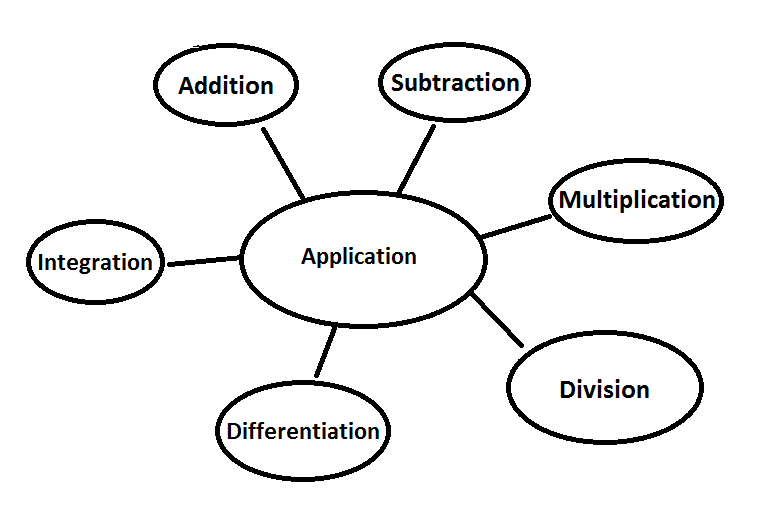 Addition
Subtraction
Multiplication
Application
Integration
Division
Differentiation